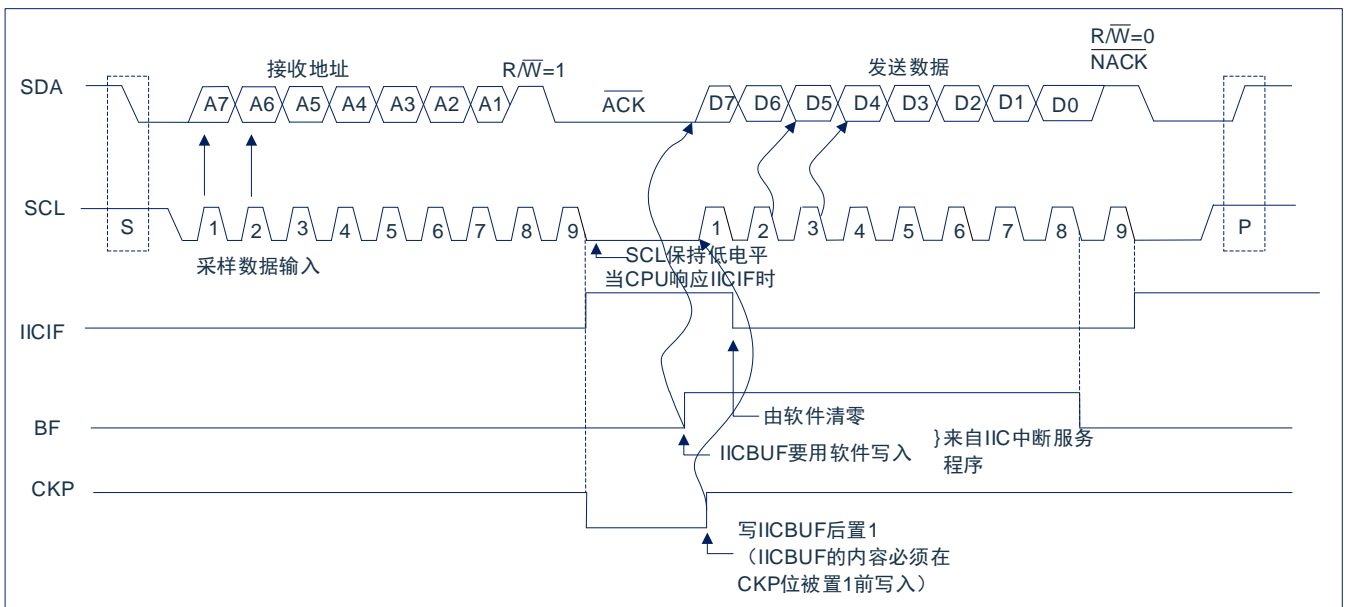 R/W=0
NACK
接收地址
R/W=1
发送数据
SDA
A7 A6 A5 A4 A3 A2 A1
ACK
D7 D6 D5 D4 D3 D2 D1 D0
SCL
S
1 2 3 4 5 6 7 8 9
1 2 3 4 5 6 7 8 9
P
采样数据输入
SCL保持低电平
当CPU响应IICIF时
IICIF
由软件清零
BF
IICBUF要用软件写入
}来自IIC中断服务
程序
CKP
写IICBUF后置1
（IICBUF的内容必须在
CKP位被置1前写入）